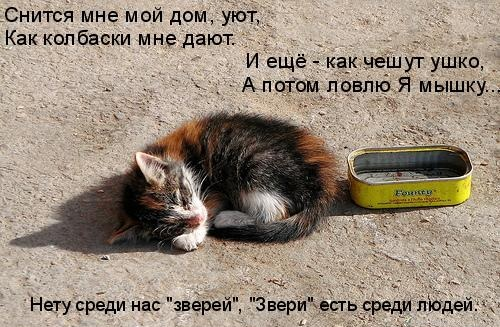 Снится мне мой дом, уют,
Как колбаски мне дают.
И ещё - как чешут ушко,
А потом ловлю Я мышку...
Нету среди нас "зверей", "Звери" есть среди людей.